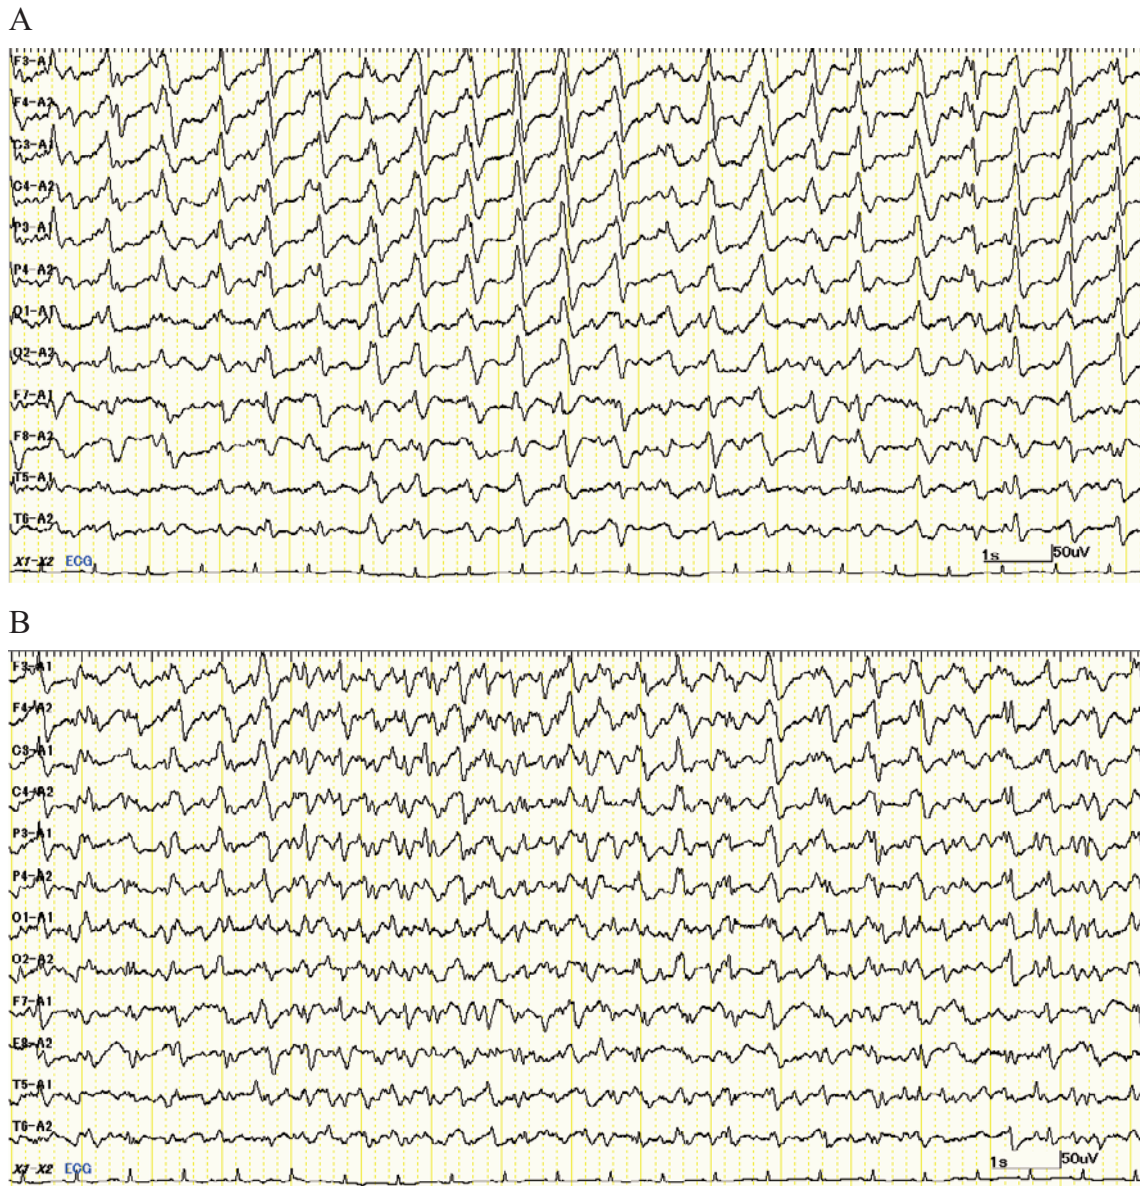 A
F3-A1
F4-A2
C3-A1
C4-A2
P3-A1
P4-A2
O1-A1
O2-A2
F7-A1
F8-A2
T5-A1
T6-A2
1s 50uV
X1-X2 ECG
B
F3-A1
F4-A2
C3-A1
C4-A2
P3-A1
P4-A2
O1-A1
O2-A2
F7-A1
F8-A2
T5-A1
T6-A2
1s 50uV
X1-X2 ECG